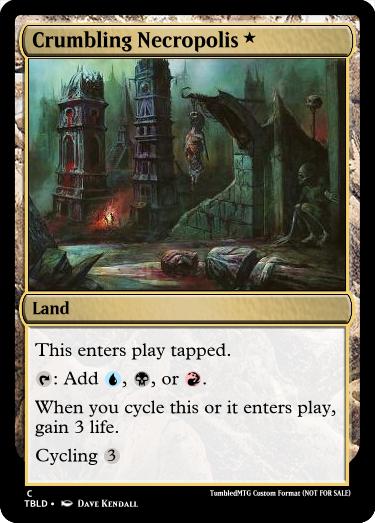 Crumbling Necropolis ★
Land
This enters play tapped.
: Add , , or .
When you cycle this or it enters play,
gain 3 life.
Cycling 3
C
TBLD • Dave Kendall
TumbledMTG Custom Format (NOT FOR SALE)